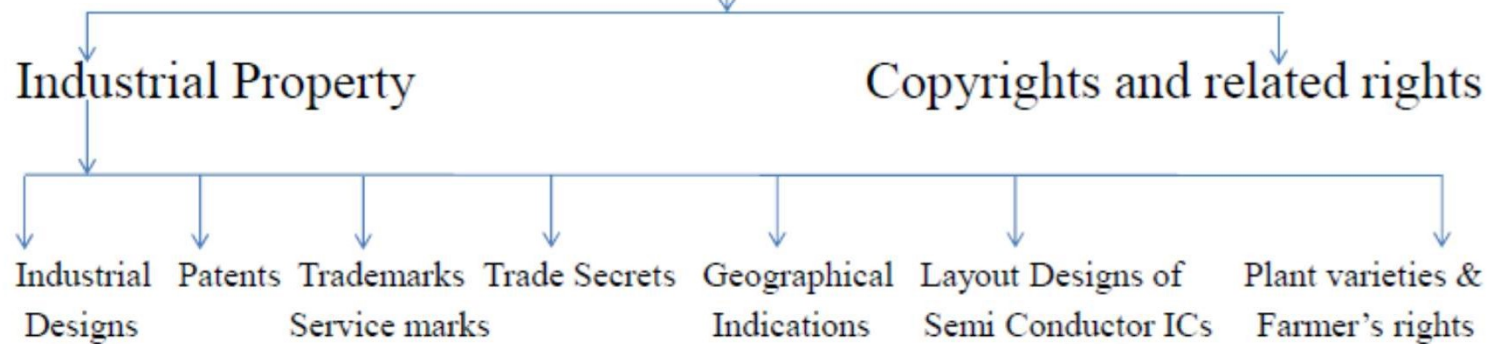 Industrial Property Copyrights and related rights
Industrial Patents Trademarks Trade Secrets Geographical Layout Designs of Plant varieties &
Designs Service marks Indications Semi Conductor ICs Farmer’s rights